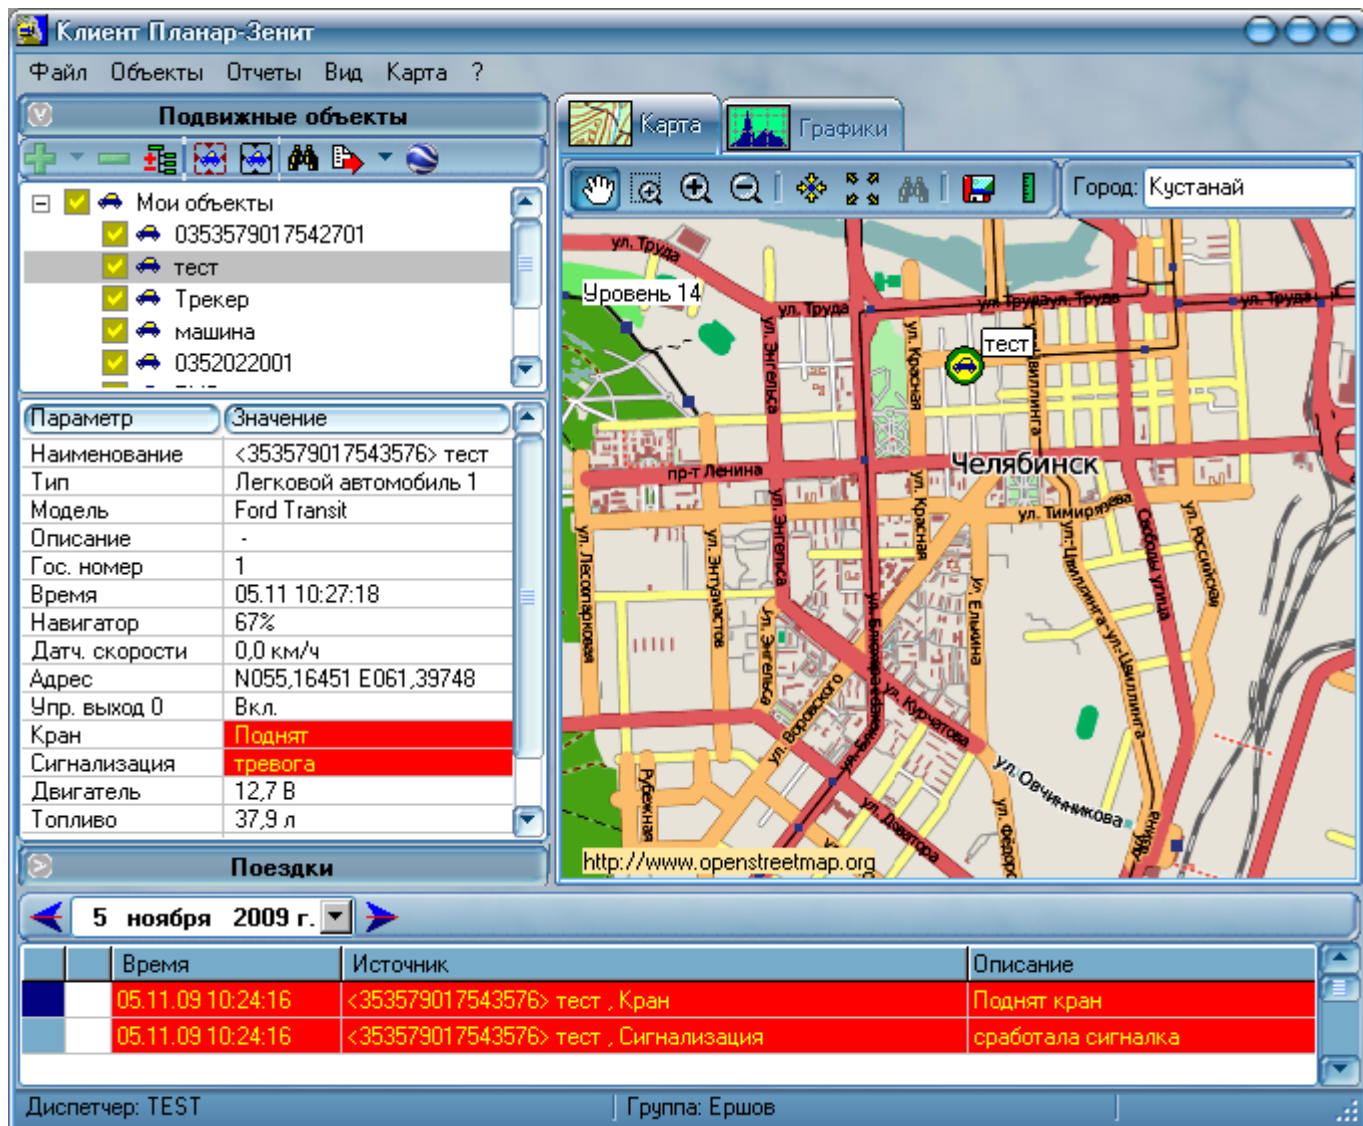 Клиент Планар-Зенит
Файл Объекты Отчеты Вид Карта ?
Подвижные объекты
Мои объекты
0353579017542701
тест
Трекер
машина
0352022001
Параметр Значение
Наименование <353579017543576> тест
Тип Легковой автомобиль 1
Модель Ford Transit
Описание -
Гос. номер 1
Время 05.11 10:27:18
Навигатор 67%
Датч. скорости 0,0 км/ч
Адрес N055,16451 E061,39748
Упр. выход 0 Вкл.
Кран Поднят
Сигнализация тревога
Двигатель 12,7 В
Топливо 37,9 л
Поездки
Карта Графики
Город: Кустанай
ул. Труда
Уровень 14
ул. Труда
ул. Труда
ул. Труда
ул. Труда
ул. Энгельса
ул. Красная
тест
ул. Цвиллинга
пр-т Ленина
Челябинск
ул. Энгельса
ул. Красная
ул. Тимирязева
ул. Лесопарковая
ул. Энтузиастов
ул. Энгельса
ул. Елькина
ул. Цвиллинга
ул. Цвиллинга
Свободы улица
ул. Российская
ул. Воровского
ул. Блюхера
ул. Курчатова
ул. Овчинникова
Рубежная
ул. Доватора
http://www.openstreetmap.org
5 ноября 2009 г.
Время Источник Описание
05.11.09 10:24:16 <353579017543576> тест , Кран Поднят кран
05.11.09 10:24:16 <353579017543576> тест , Сигнализация сработала сигналка
Диспетчер: TEST Группа: Ершов